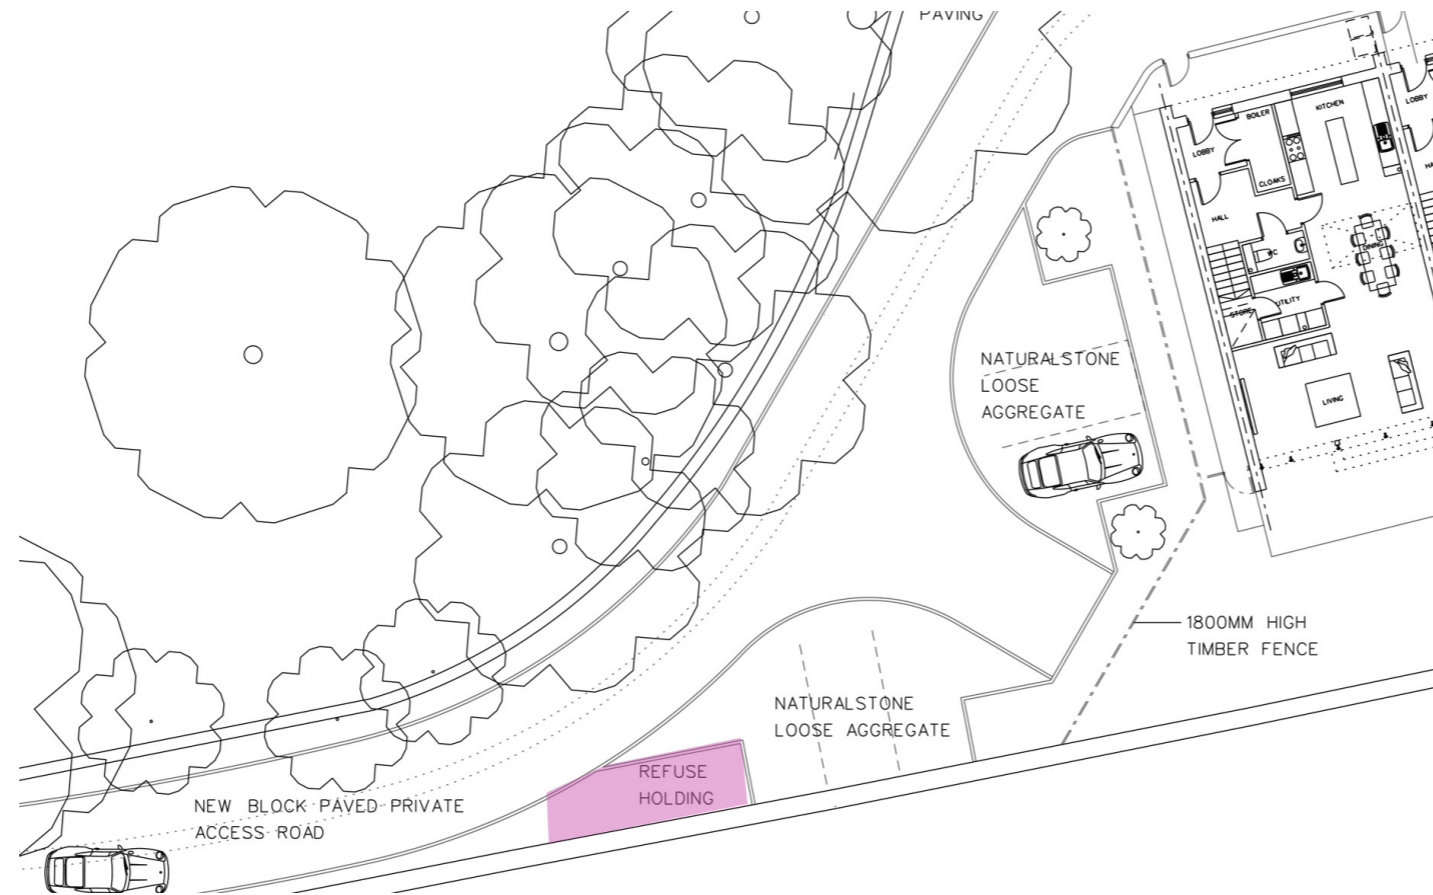 PAVING
LOBBY
BOILER
KITCHEN
LOBBY
CLOAKS
HALL
DINING
UTILITY
STORE
LIVING
NATURALSTONE
LOOSE
AGGREGATE
1800MM HIGH
TIMBER FENCE
NATURALSTONE
LOOSE AGGREGATE
REFUSE
HOLDING
NEW BLOCK PAVED PRIVATE
ACCESS ROAD